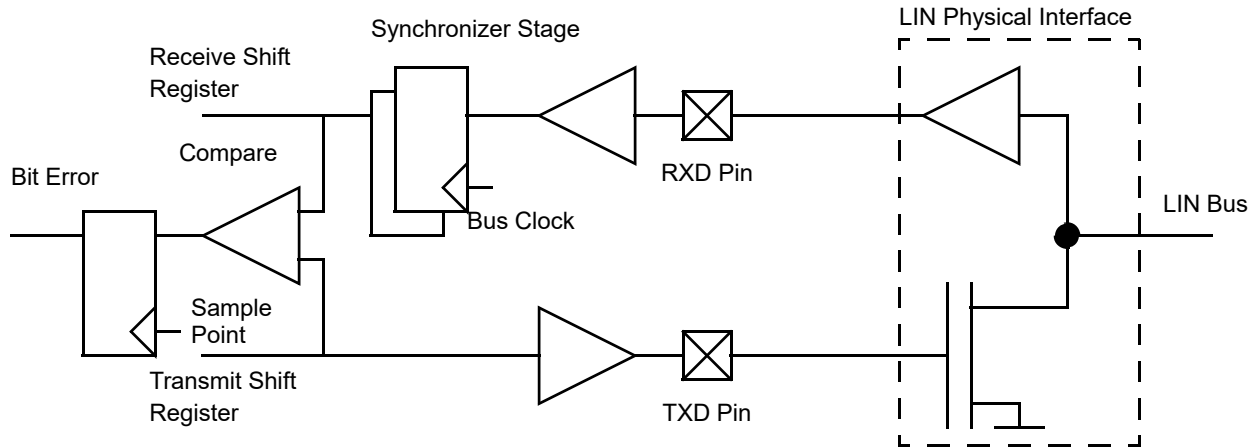 LIN Physical Interface
Synchronizer Stage
Receive Shift
Register
Compare
RXD Pin
Bit Error
LIN Bus
Bus Clock
Sample
Point
Transmit Shift
Register
TXD Pin